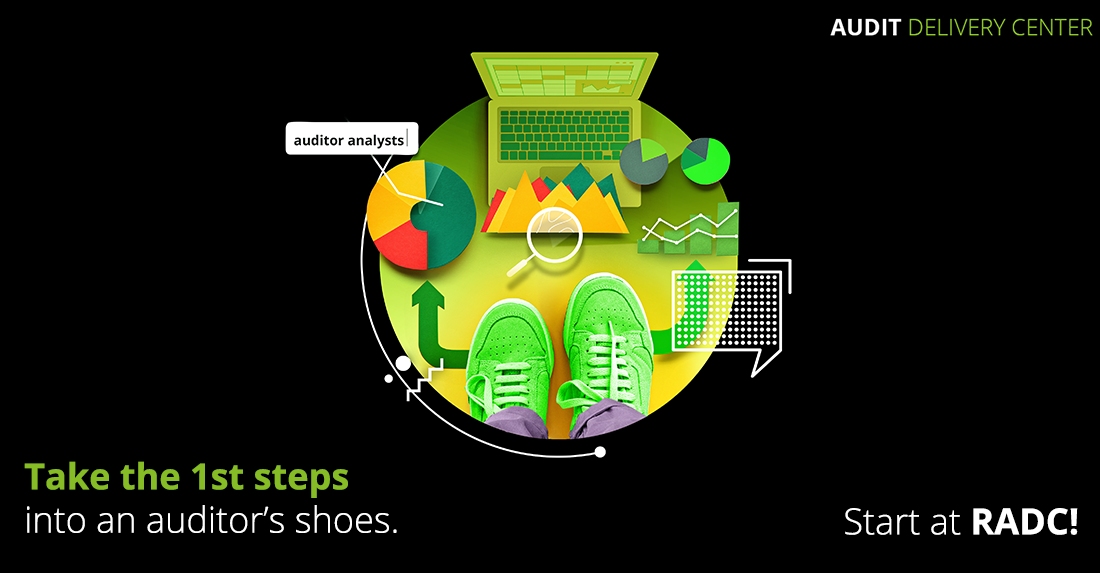 AUDIT DELIVERY CENTER
auditor analysts
Take the 1st steps
into an auditor’s shoes.
Start at RADC!